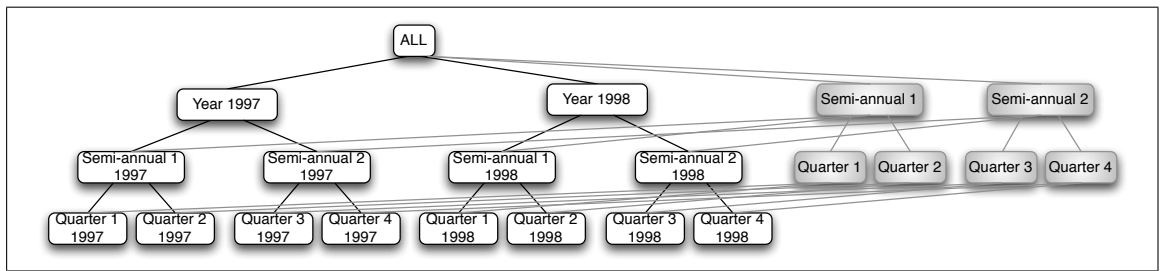 ALL
Year 1997
Year 1998
Semi-annual 1
Semi-annual 2
Semi-annual 1
1997
Semi-annual 2
1997
Semi-annual 1
1998
Semi-annual 2
1998
Quarter 1
Quarter 2
Quarter 3
Quarter 4
Quarter 1
1997
Quarter 2
1997
Quarter 3
1997
Quarter 4
1997
Quarter 1
1998
Quarter 2
1998
Quarter 3
1998
Quarter 4
1998